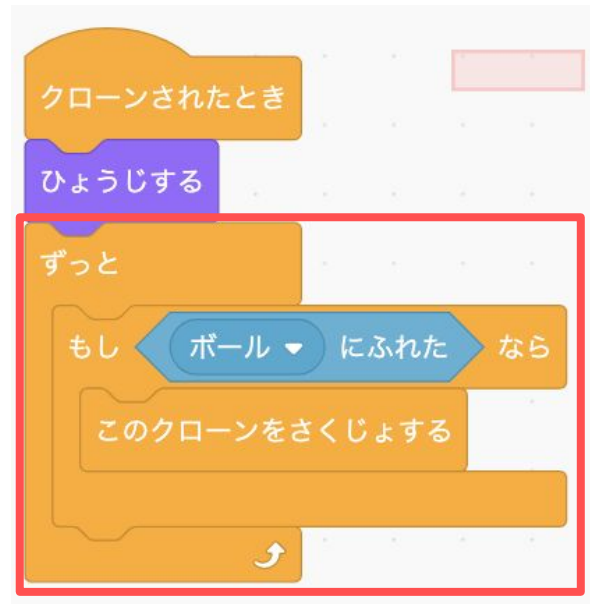 クローンされたとき
ひょうじする
ずっと
もし ボール にふれた なら
このクローンをさくじょする